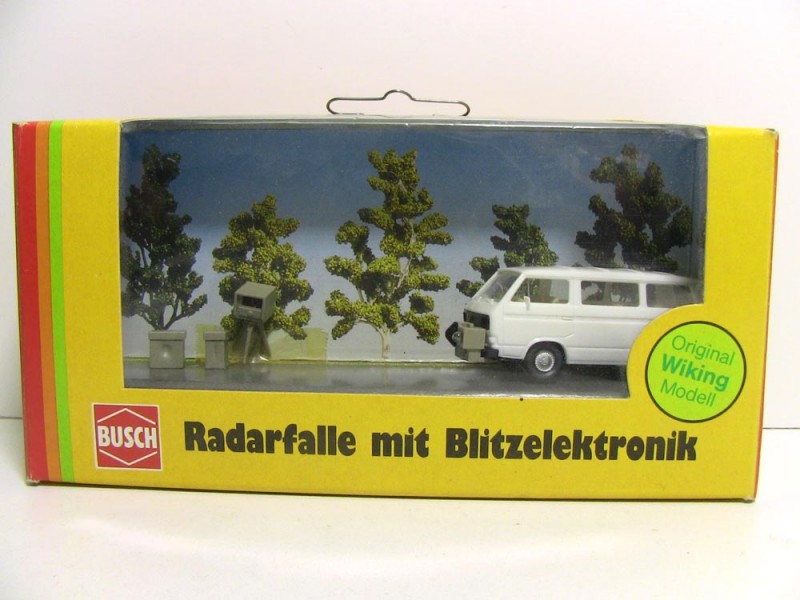 Original
Wiking
Modell
BUSCH
Radarfalle mit Blitzelektronik